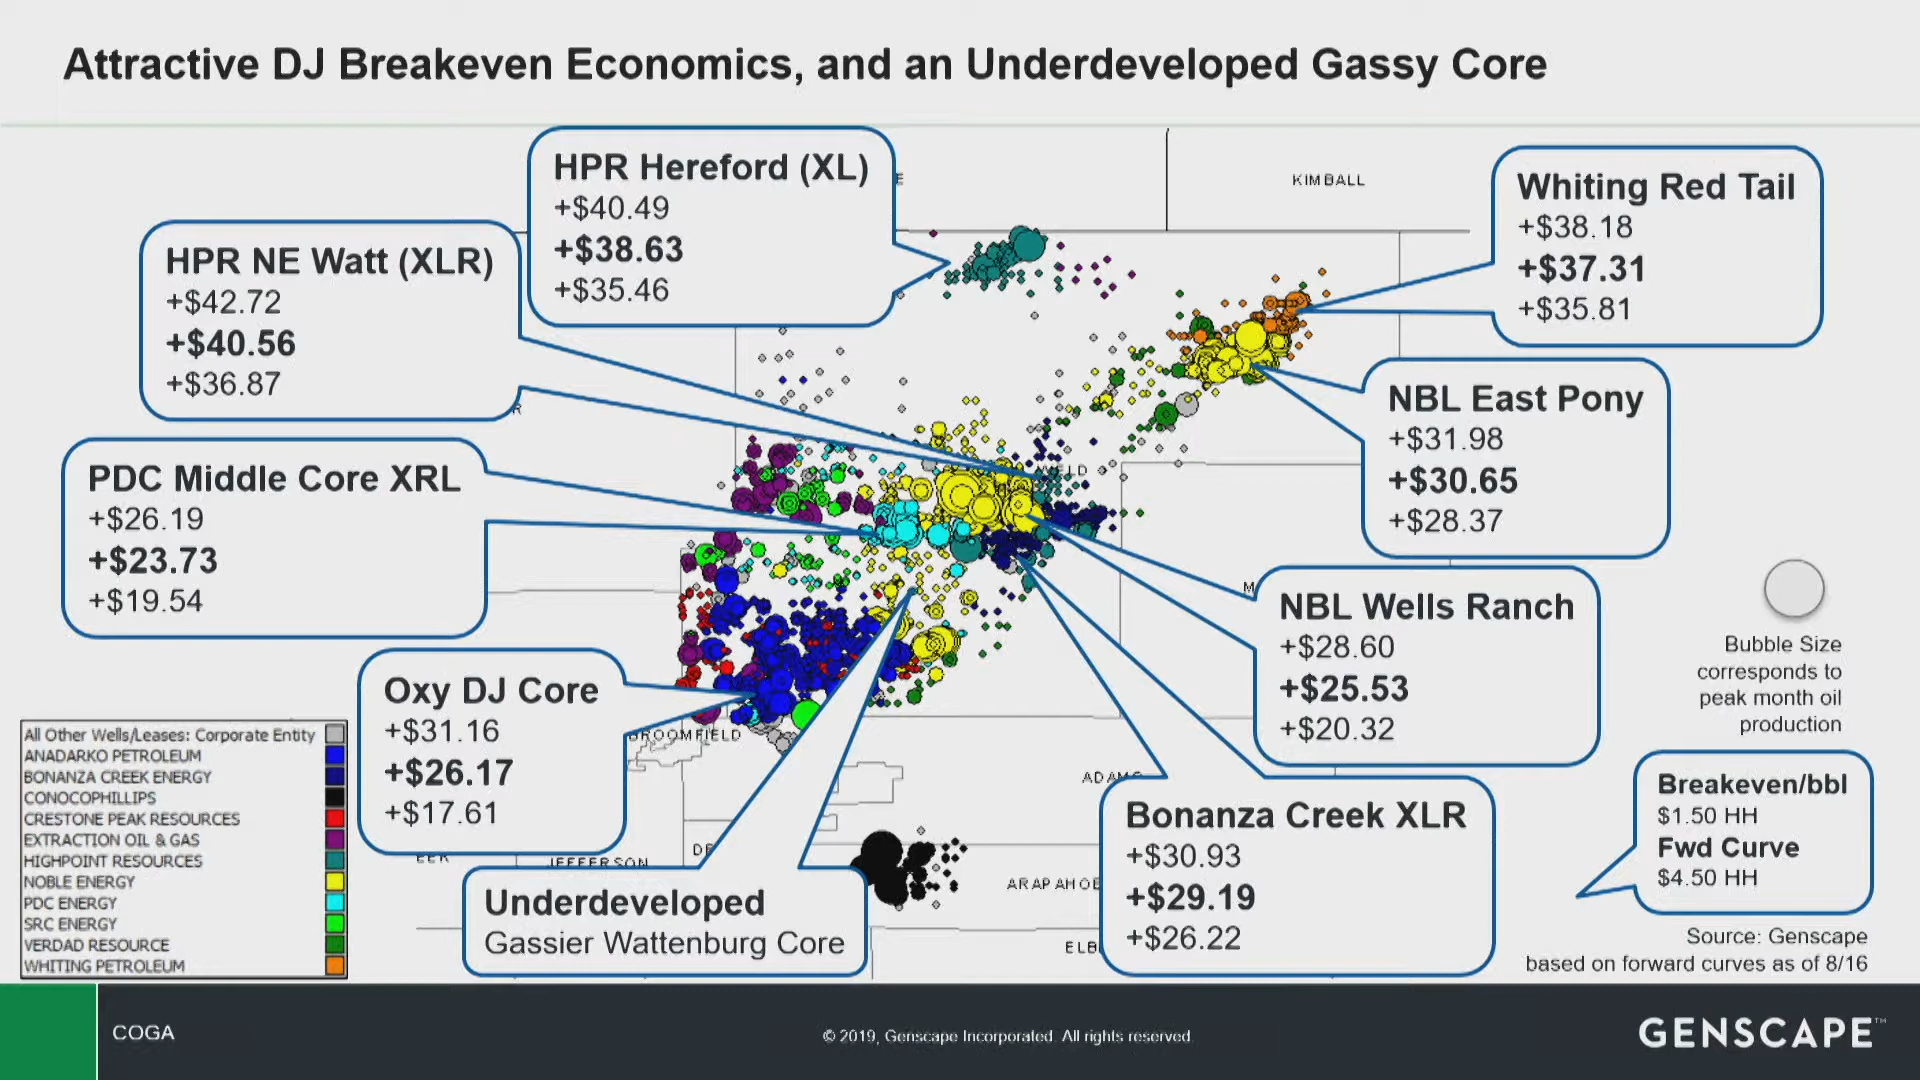 Attractive DJ Breakeven Economics, and an Underdeveloped Gassy Core
HPR Hereford (XL)
+$40.49
+$38.63
+$35.46
KIMBALL
Whiting Red Tail
+$38.18
+$37.31
+$35.81
HPR NE Watt (XLR)
+$42.72
+$40.56
+$36.87
NBL East Pony
+$31.98
+$30.65
+$28.37
PDC Middle Core XRL
+$26.19
+$23.73
+$19.54
NBL Wells Ranch
+$28.60
+$25.53
+$20.32
Bubble Size
corresponds to
peak month oil
production
Oxy DJ Core
+$31.16
+$26.17
+$17.61
BROOMFIELD
JEFFERSON
Underdeveloped
Gassier Wattenburg Core
Bonanza Creek XLR
+$30.93
+$29.19
+$26.22
Breakeven/bbl
$1.50 HH
Fwd Curve
$4.50 HH
All Other Wells/Leases: Corporate Entity
ANADARKO PETROLEUM
BONANZA CREEK ENERGY
CONOCOPHILLIPS
CRESTONE PEAK RESOURCES
EXTRACTION OIL & GAS
HIGHPOINT RESOURCES
NOBLE ENERGY
PDC ENERGY
SRC ENERGY
VERDAD RESOURCE
WHITING PETROLEUM
Source: Genscape
based on forward curves as of 8/16
COGA
© 2019, Genscape Incorporated. All rights reserved.
GENSCAPE™